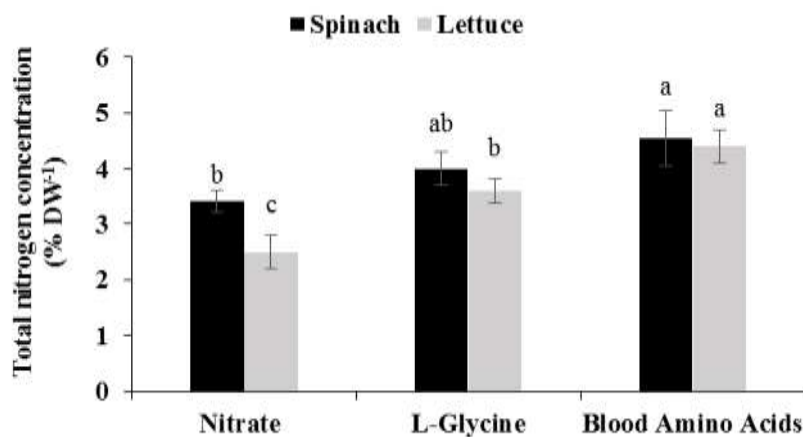 Spinach Lettuce
Total nitrogen concentration
(% DW-1)
6
5
4
3
2
1
0
b
c
ab
b
a
a
Nitrate L-Glycine Blood Amino Acids